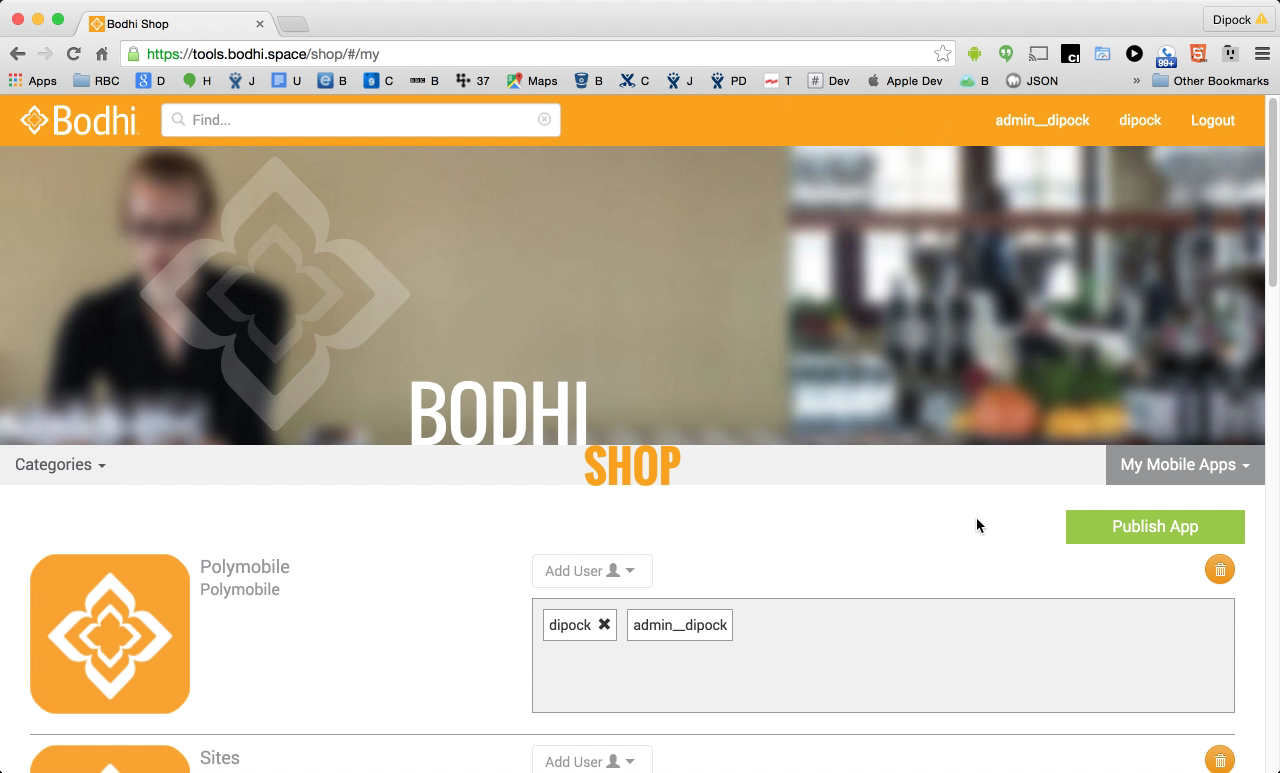 Bodhi Shop
Dipock
https://tools.bodhi.space/shop/#/my
99+
Apps RBC D H J U B C BBC B 37 Maps B C J PD T # Dev Apple Dev B JSON » Other Bookmarks
Bodhi Find... admin__dipock dipock Logout
BODHI
SHOP
Categories My Mobile Apps
Publish App
Polymobile
Polymobile
Add User
dipock ✖ admin__dipock
Sites
Add User